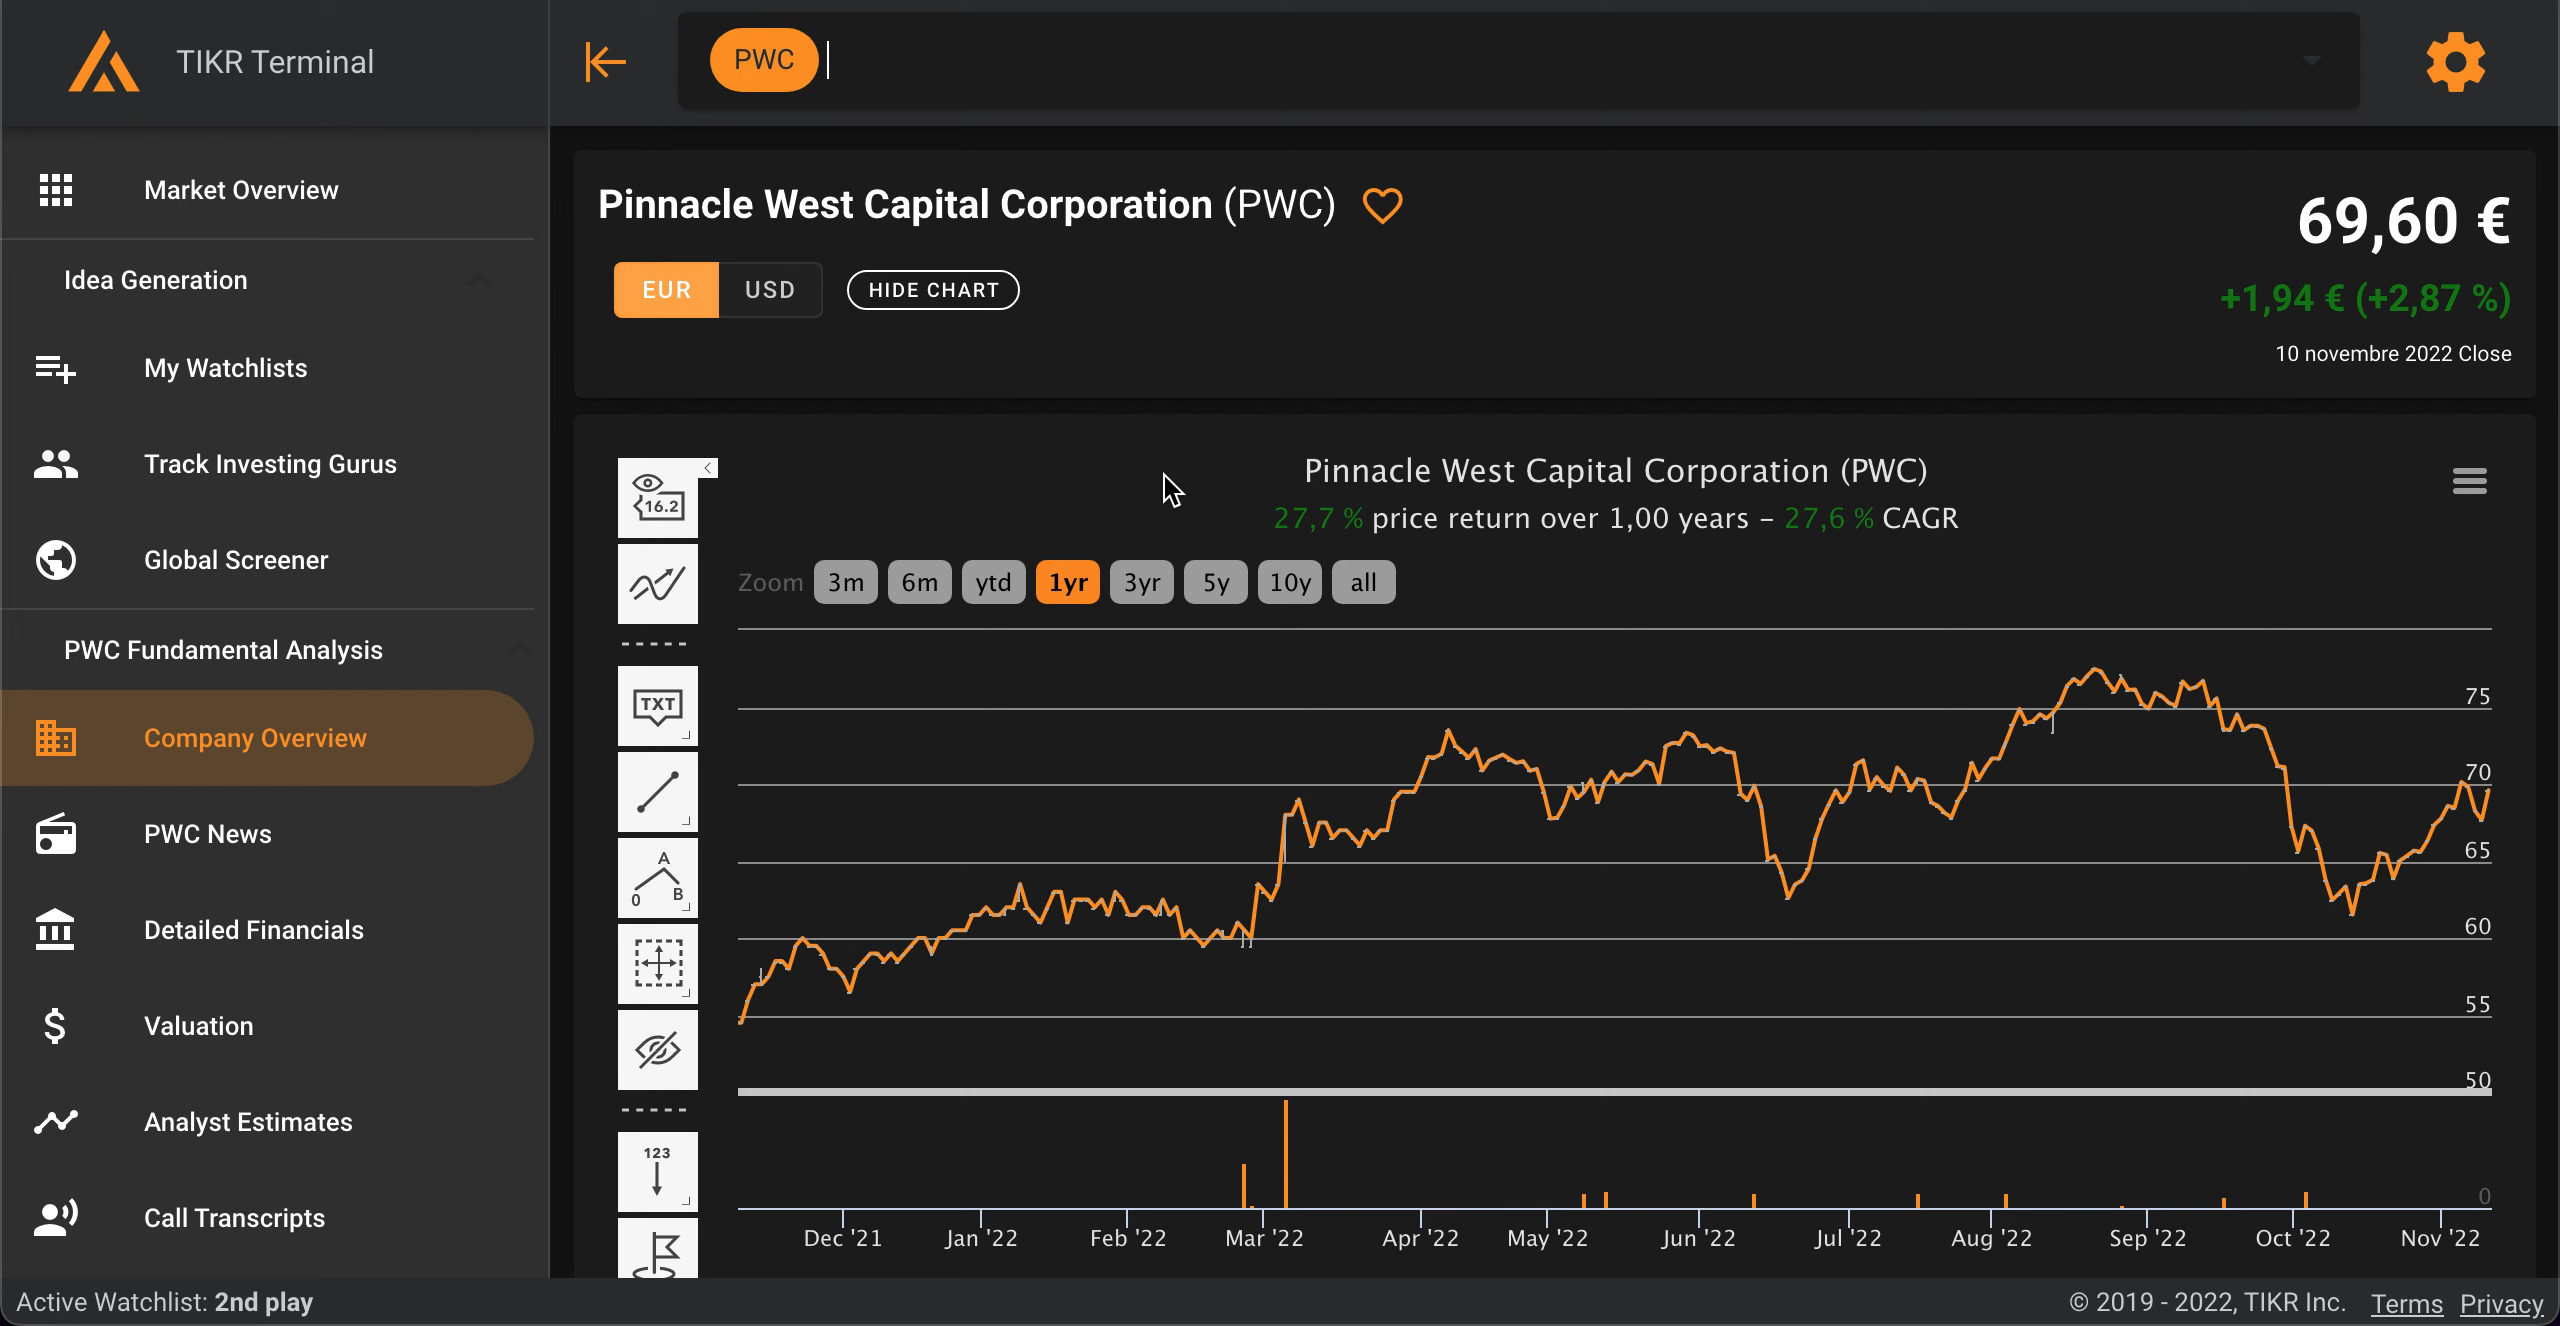 TIKR Terminal
PWC
Market Overview
Idea Generation
My Watchlists
Track Investing Gurus
Global Screener
PWC Fundamental Analysis
Company Overview
PWC News
Detailed Financials
Valuation
Analyst Estimates
Call Transcripts
Pinnacle West Capital Corporation (PWC)
EUR USD HIDE CHART
69,60 €
+1,94 € (+2,87 %)
10 novembre 2022 Close
16.2
TXT
A
0 B
123
Pinnacle West Capital Corporation (PWC)
27,7 % price return over 1,00 years – 27,6 % CAGR
Zoom 3m 6m ytd 1yr 3yr 5y 10y all
75
70
65
60
55
50
0
Dec '21 Jan '22 Feb '22 Mar '22 Apr '22 May '22 Jun '22 Jul '22 Aug '22 Sep '22 Oct '22 Nov '22
Active Watchlist: 2nd play
© 2019 - 2022, TIKR Inc. Terms Privacy